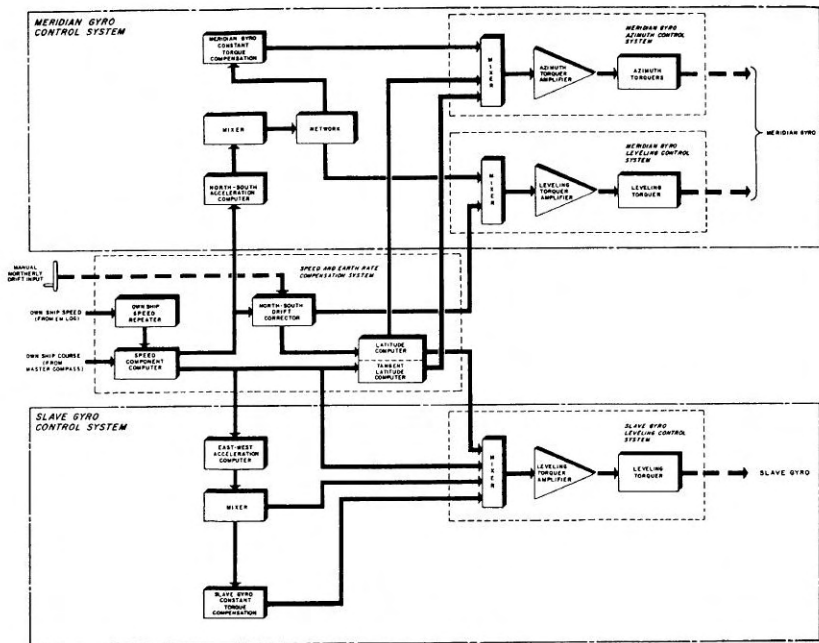 MERIDIAN GYRO
CONTROL SYSTEM
MERIDIAN GYRO
CONSTANT
TORQUE
COMPENSATION
MIXER
NETWORK
NORTH-SOUTH
ACCELERATION
COMPUTER
MERIDIAN GYRO
AZIMUTH CONTROL
SYSTEM
MIXER
AZIMUTH
TORQUER
AMPLIFIER
AZIMUTH
TORQUERS
MERIDIAN GYRO
LEVELING CONTROL
SYSTEM
MIXER
LEVELING
TORQUER
AMPLIFIER
LEVELING
TORQUER
MERIDIAN GYRO
MANUAL
NORTHERLY
DRIFT INPUT
SPEED AND EARTH RATE
COMPENSATION SYSTEM
OWN SHIP SPEED
(FROM EM LOG)
OWN SHIP
SPEED
REPEATER
NORTH-SOUTH
DRIFT
CORRECTOR
OWN SHIP COURSE
(FROM
MASTER COMPASS)
SPEED
COMPONENT
COMPUTER
LATITUDE
COMPUTER
TANGENT
LATITUDE
COMPUTER
SLAVE GYRO
CONTROL SYSTEM
EAST-WEST
ACCELERATION
COMPUTER
MIXER
SLAVE GYRO
CONSTANT
TORQUE
COMPENSATION
SLAVE GYRO
LEVELING CONTROL
SYSTEM
MIXER
LEVELING
TORQUER
AMPLIFIER
LEVELING
TORQUER
SLAVE GYRO